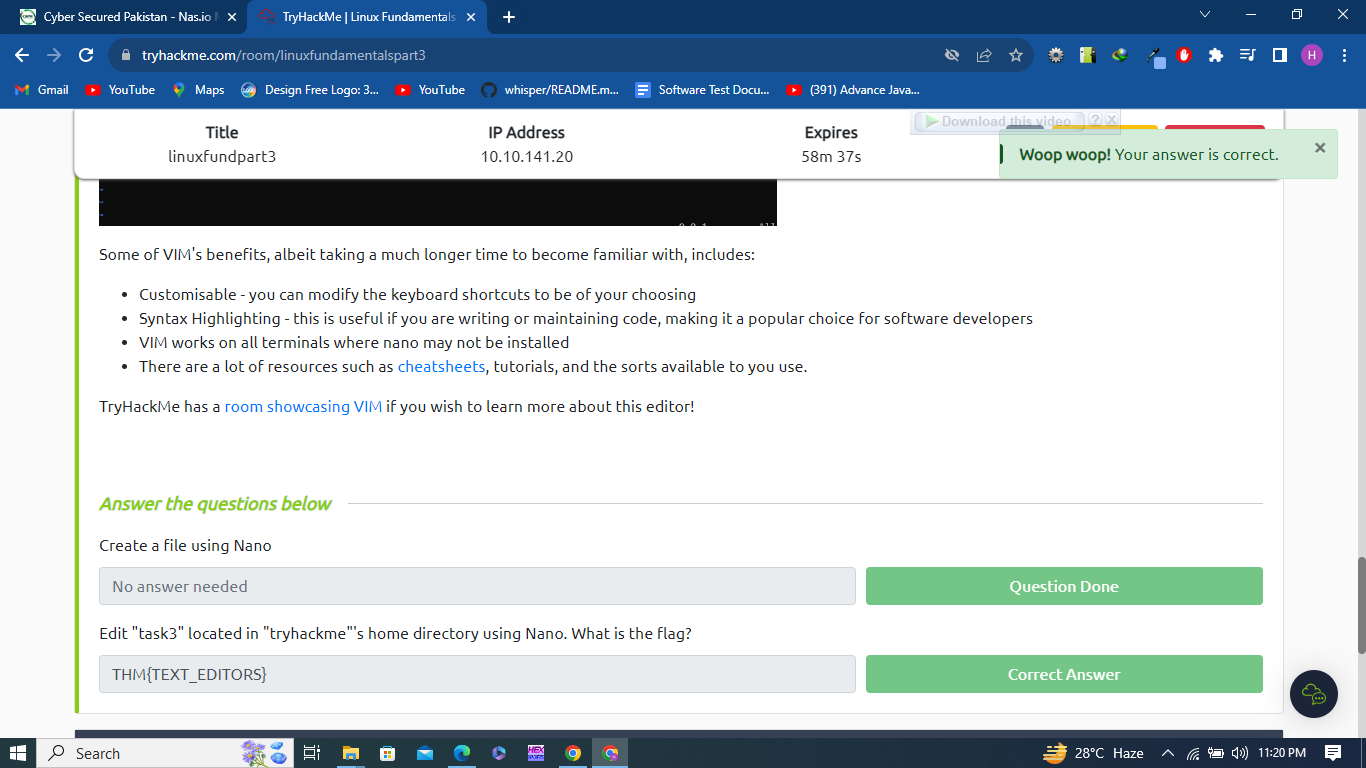 Cyber Secured Pakistan - Nas.io
TryHackMe | Linux Fundamentals
tryhackme.com/room/linuxfundamentalspart3
H
Gmail
YouTube
Maps
Design Free Logo: 3...
YouTube
whisper/README.m...
Software Test Docu...
(391) Advance Java...
Title
IP Address
Expires
linuxfundpart3
10.10.141.20
58m 37s
Download this video
Woop woop! Your answer is correct.
Some of VIM's benefits, albeit taking a much longer time to become familiar with, includes:
• Customisable - you can modify the keyboard shortcuts to be of your choosing
• Syntax Highlighting - this is useful if you are writing or maintaining code, making it a popular choice for software developers
• VIM works on all terminals where nano may not be installed
• There are a lot of resources such as cheatsheets, tutorials, and the sorts available to you use.
TryHackMe has a room showcasing VIM if you wish to learn more about this editor!
Answer the questions below
Create a file using Nano
No answer needed
Question Done
Edit "task3" located in "tryhackme"'s home directory using Nano. What is the flag?
THM{TEXT_EDITORS}
Correct Answer
Search
28°C Haze
11:20 PM